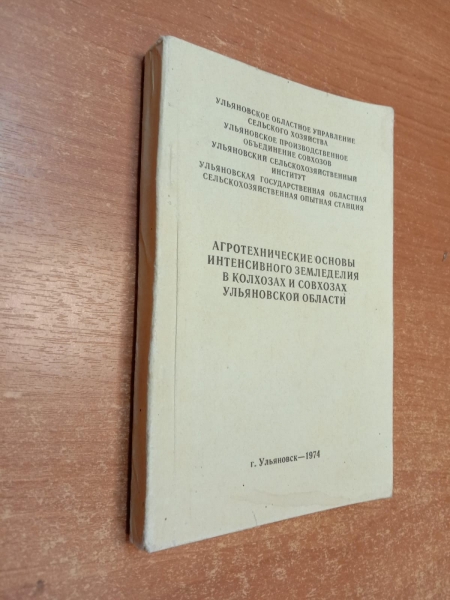 УЛЬЯНОВСКОЕ ОБЛАСТНОЕ УПРАВЛЕНИЕ
СЕЛЬСКОГО ХОЗЯЙСТВА
УЛЬЯНОВСКОЕ ПРОИЗВОДСТВЕННОЕ
ОБЪЕДИНЕНИЕ СОВХОЗОВ
УЛЬЯНОВСКИЙ СЕЛЬСКОХОЗЯЙСТВЕННЫЙ
ИНСТИТУТ
УЛЬЯНОВСКАЯ ГОСУДАРСТВЕННАЯ ОБЛАСТНАЯ
СЕЛЬСКОХОЗЯЙСТВЕННАЯ ОПЫТНАЯ СТАНЦИЯ
АГРОТЕХНИЧЕСКИЕ ОСНОВЫ
ИНТЕНСИВНОГО ЗЕМЛЕДЕЛИЯ
В КОЛХОЗАХ И СОВХОЗАХ
УЛЬЯНОВСКОЙ ОБЛАСТИ
г. Ульяновск—1974